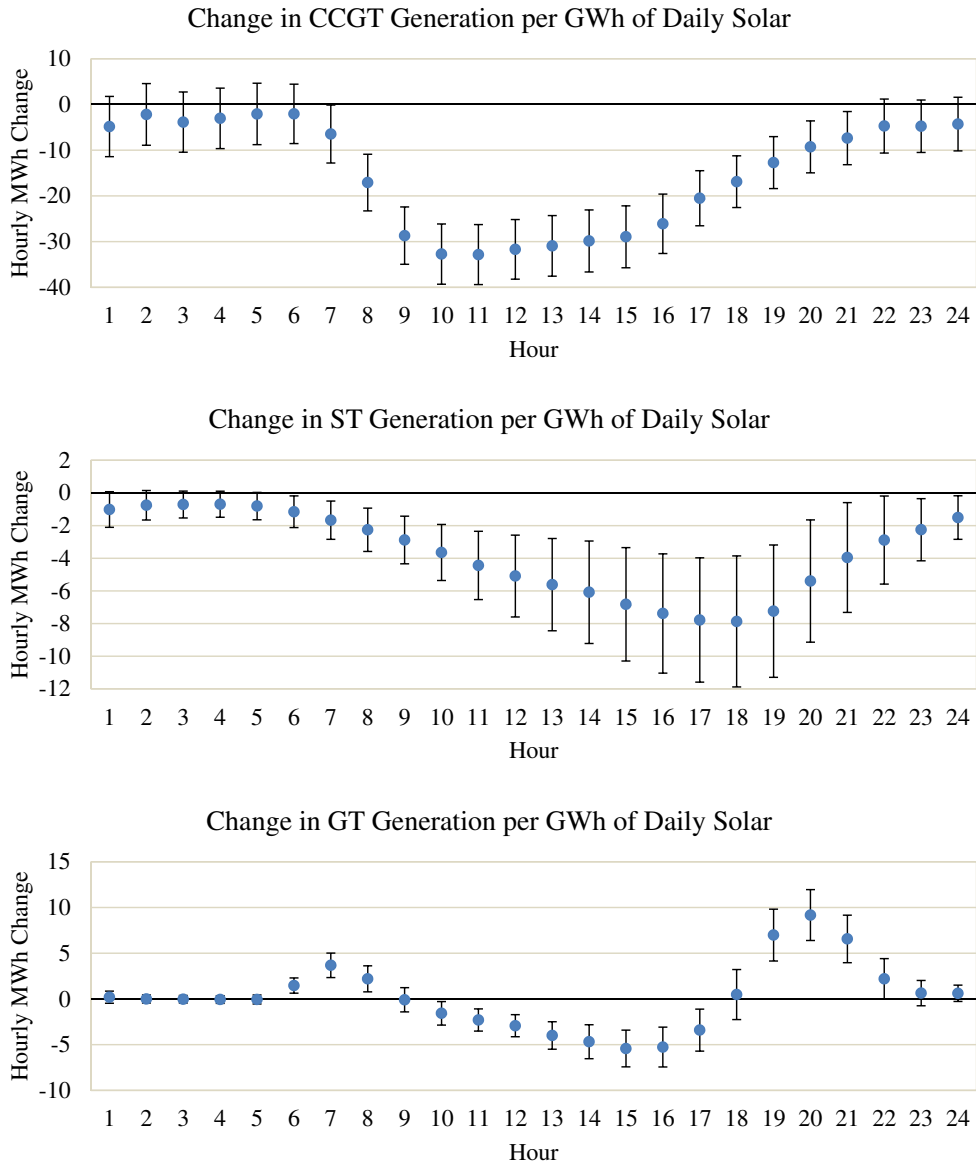 Change in CCGT Generation per GWh of Daily Solar
Hourly MWh Change
10
0
-10
-20
-30
-40
1 2 3 4 5 6 7 8 9 10 11 12 13 14 15 16 17 18 19 20 21 22 23 24
Hour
Change in ST Generation per GWh of Daily Solar
Hourly MWh Change
2
0
-2
-4
-6
-8
-10
-12
1 2 3 4 5 6 7 8 9 10 11 12 13 14 15 16 17 18 19 20 21 22 23 24
Hour
Change in GT Generation per GWh of Daily Solar
Hourly MWh Change
15
10
5
0
-5
-10
1 2 3 4 5 6 7 8 9 10 11 12 13 14 15 16 17 18 19 20 21 22 23 24
Hour